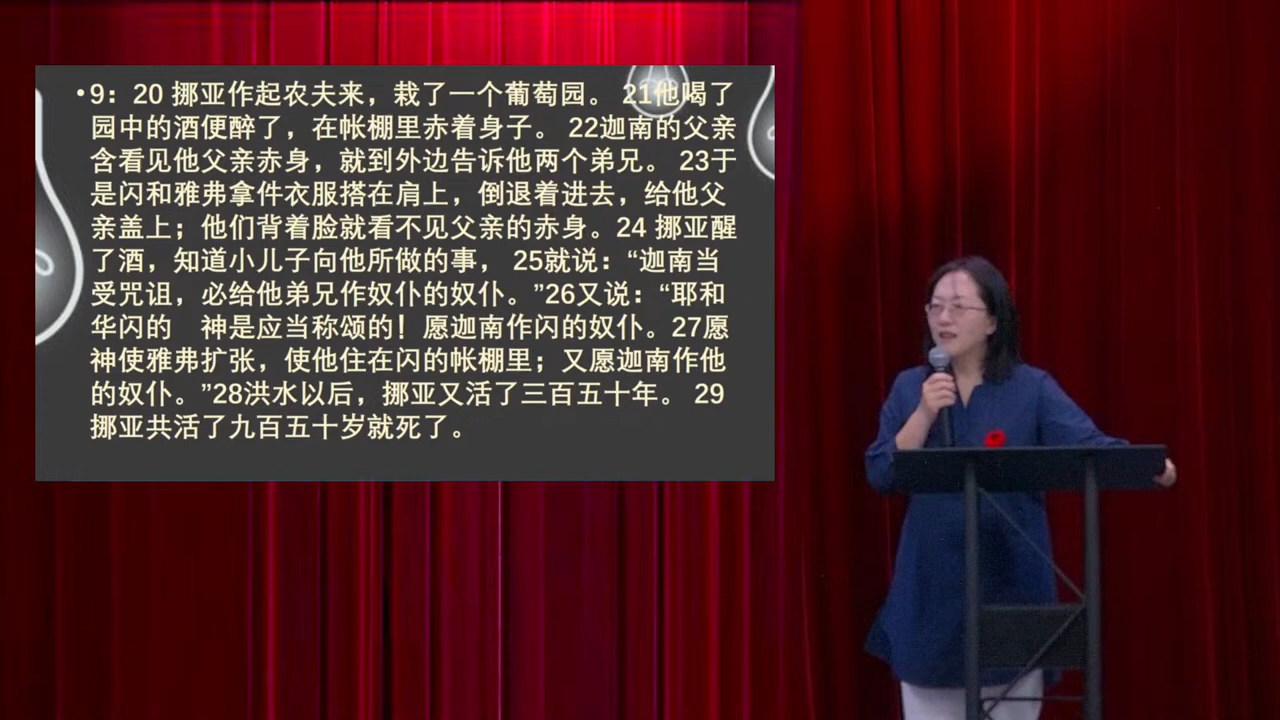 •9：20 挪亚作起农夫来，栽了一个葡萄园。 21他喝了
园中的酒便醉了，在帐棚里赤着身子。 22迦南的父亲
含看见他父亲赤身，就到外边告诉他两个弟兄。 23于
是闪和雅弗拿件衣服搭在肩上，倒退着进去，给他父
亲盖上；他们背着脸就看不见父亲的赤身。24 挪亚醒
了酒，知道小儿子向他所做的事， 25就说：“迦南当
受咒诅，必给他弟兄作奴仆的奴仆。”26又说：“耶和
华闪的　神是应当称颂的！愿迦南作闪的奴仆。27愿
神使雅弗扩张，使他住在闪的帐棚里；又愿迦南作他
的奴仆。”28洪水以后，挪亚又活了三百五十年。 29
挪亚共活了九百五十岁就死了。